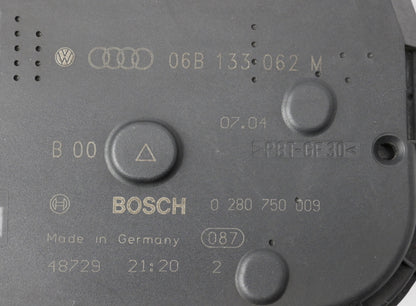 06B 133 062 M
07.04
>PBT-GF30<
B 00
BOSCH 0 280 750 009
Made in Germany 087
48729 21:20 2